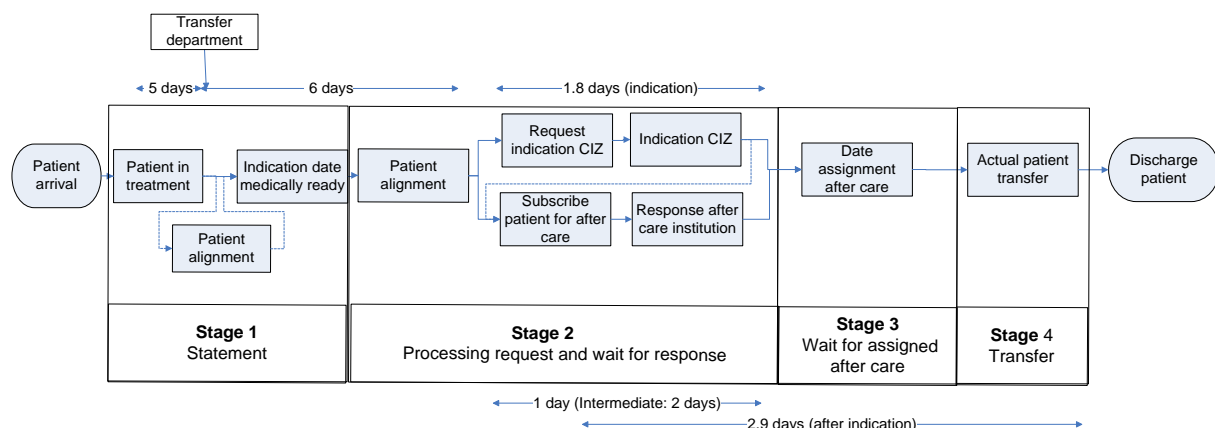 Transfer
department
5 days
6 days
1.8 days (indication)
Patient
arrival
Patient in
treatment
Indication date
medically ready
Patient
alignment
Patient
alignment
Request
indication CIZ
Indication CIZ
Subscribe
patient for after
care
Response after
care institution
Date
assignment
after care
Actual patient
transfer
Discharge
patient
Stage 1
Statement
Stage 2
Processing request and wait for response
Stage 3
Wait for assigned
after care
Stage 4
Transfer
1 day (Intermediate: 2 days)
2.9 days (after indication)